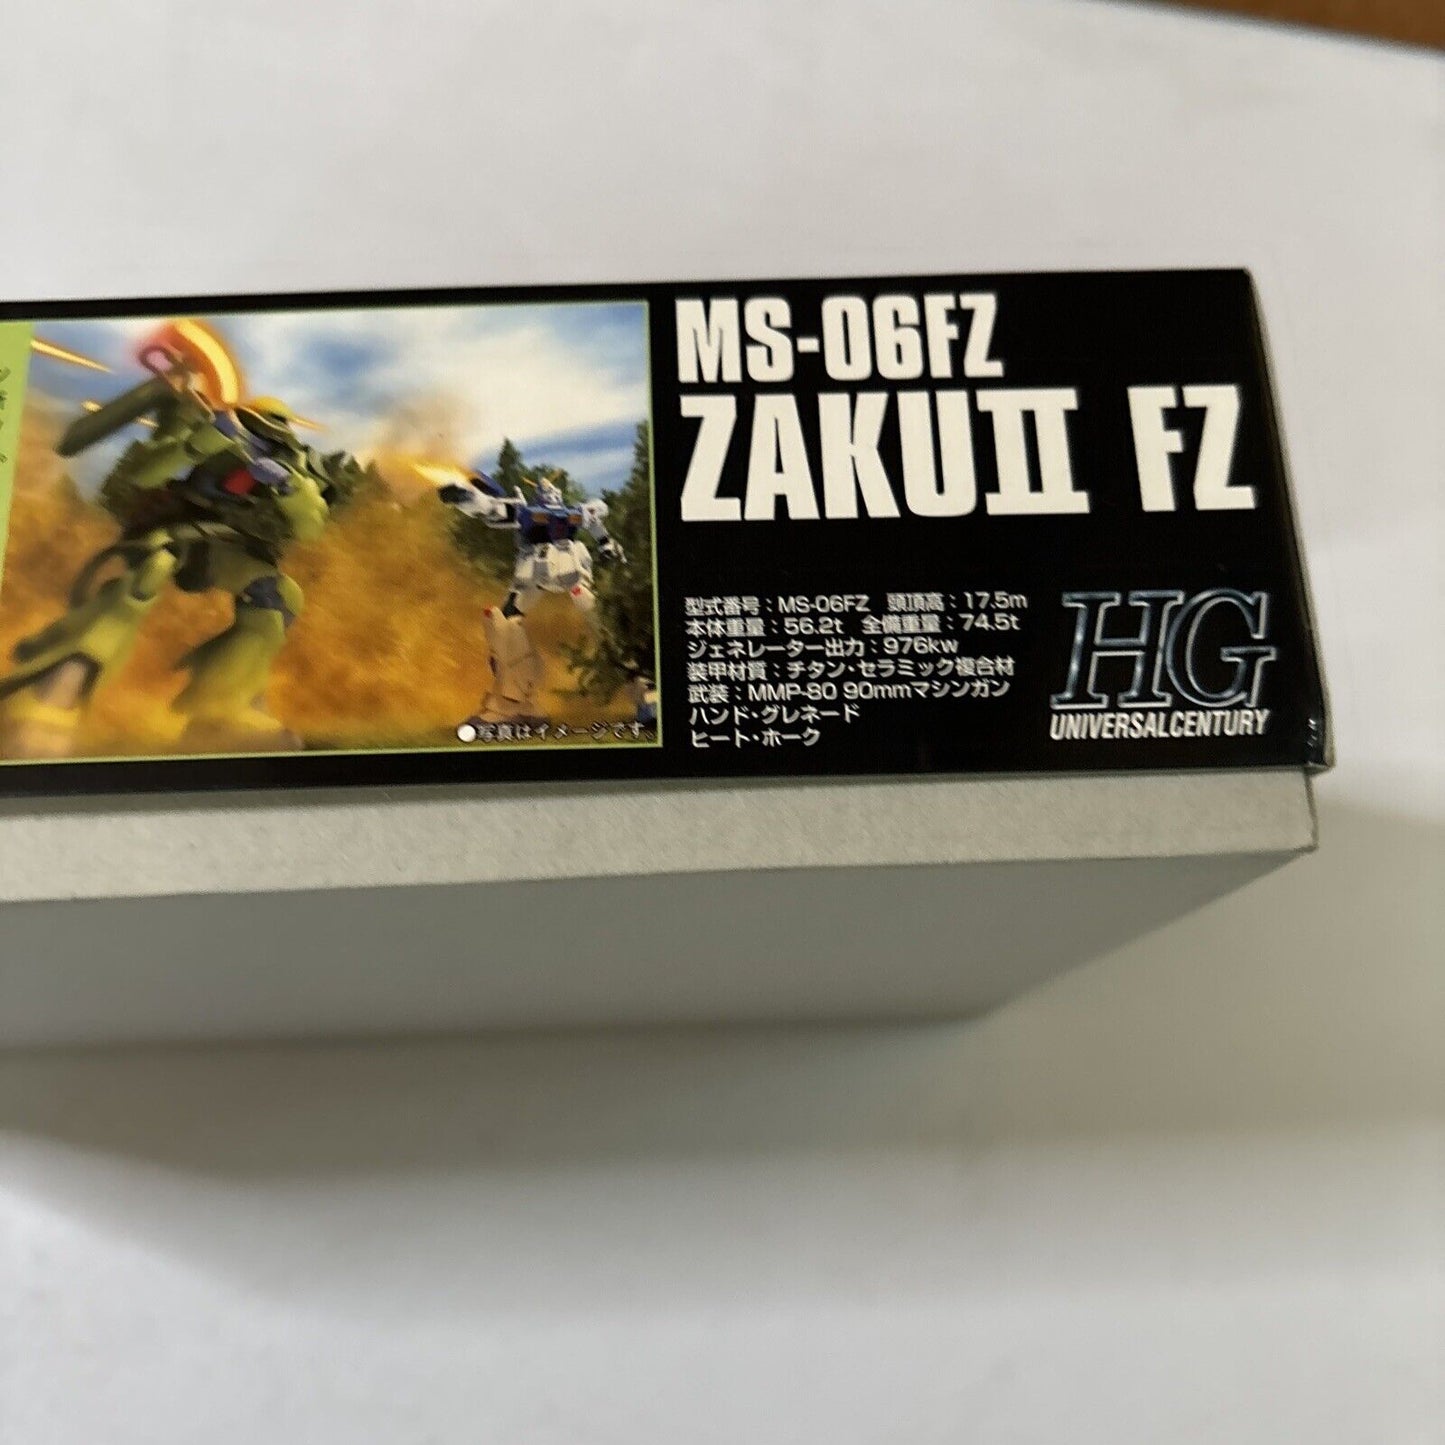 MS-06FZ
ZAKUII FZ
型式番号：MS-06FZ 頭頂高：17.5m
本体重量：56.2t 全備重量：74.5t
ジェネレーター出力：976kw
装甲材質：チタン・セラミック複合材
武装：MMP-80 90mmマシンガン
ハンド・グレネード
ヒート・ホーク
HG
UNIVERSALCENTURY
●写真はイメージです。